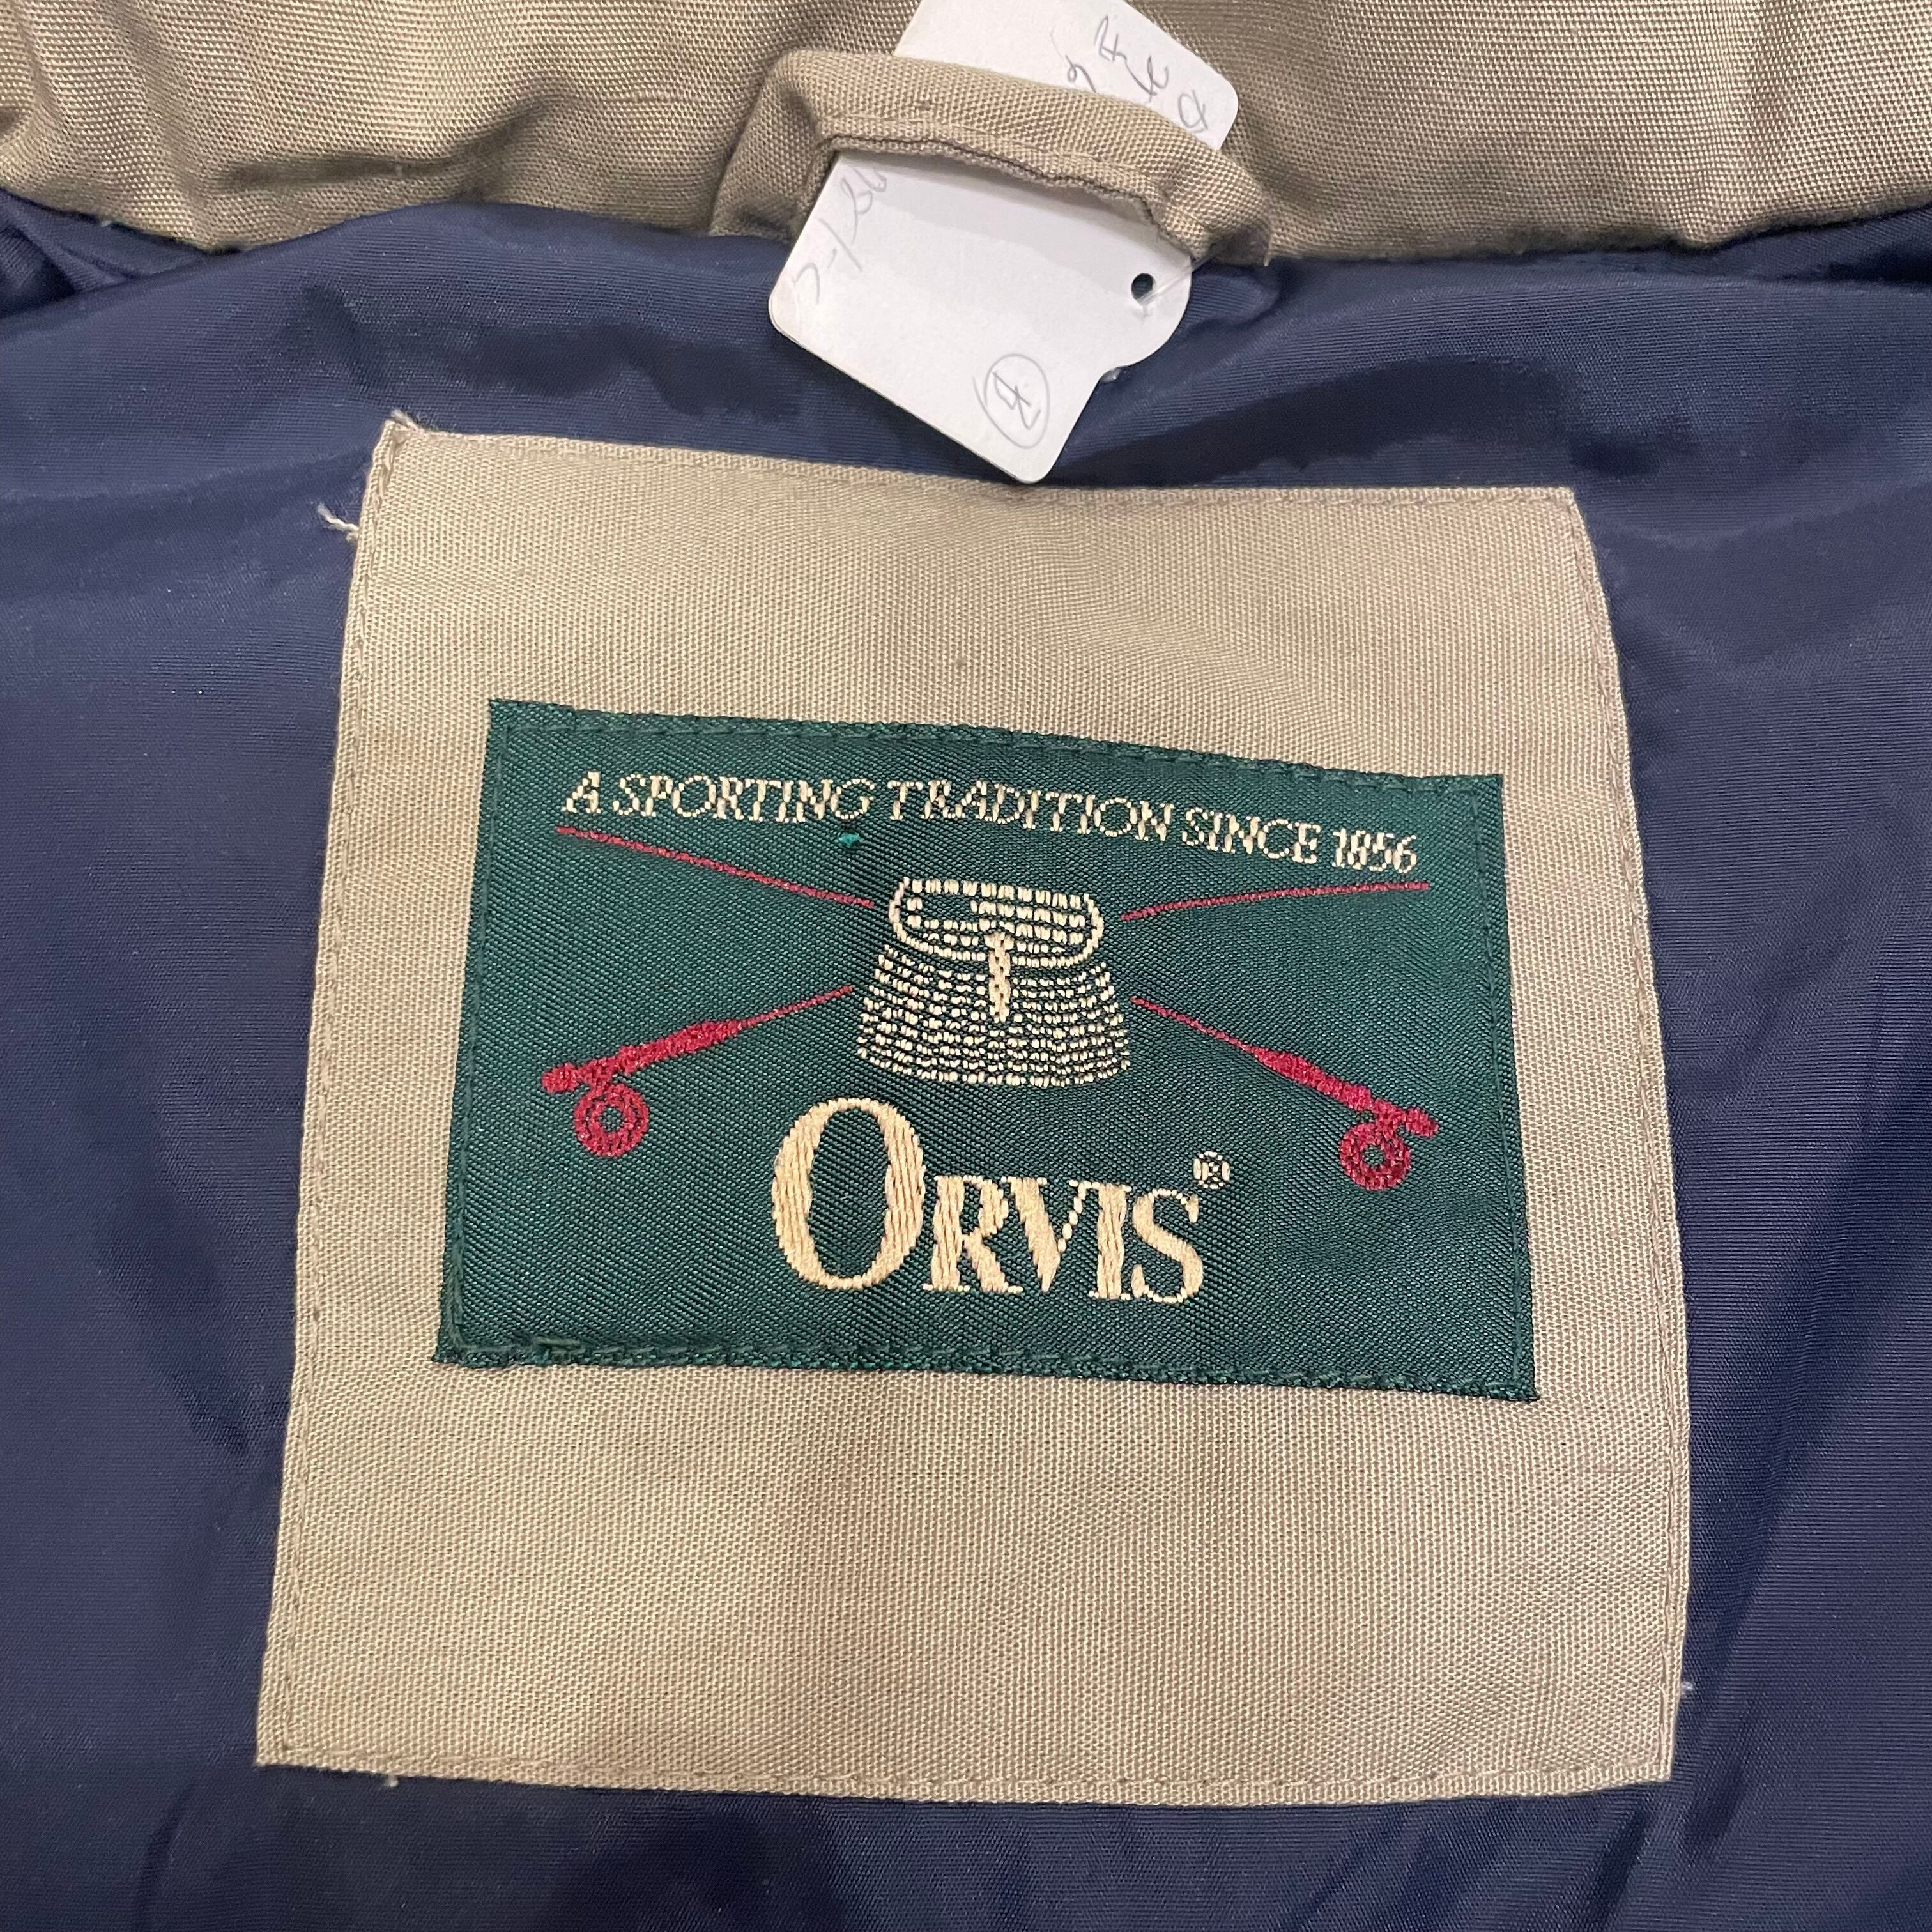 A SPORTING TRADITION SINCE 1856
ORVIS®